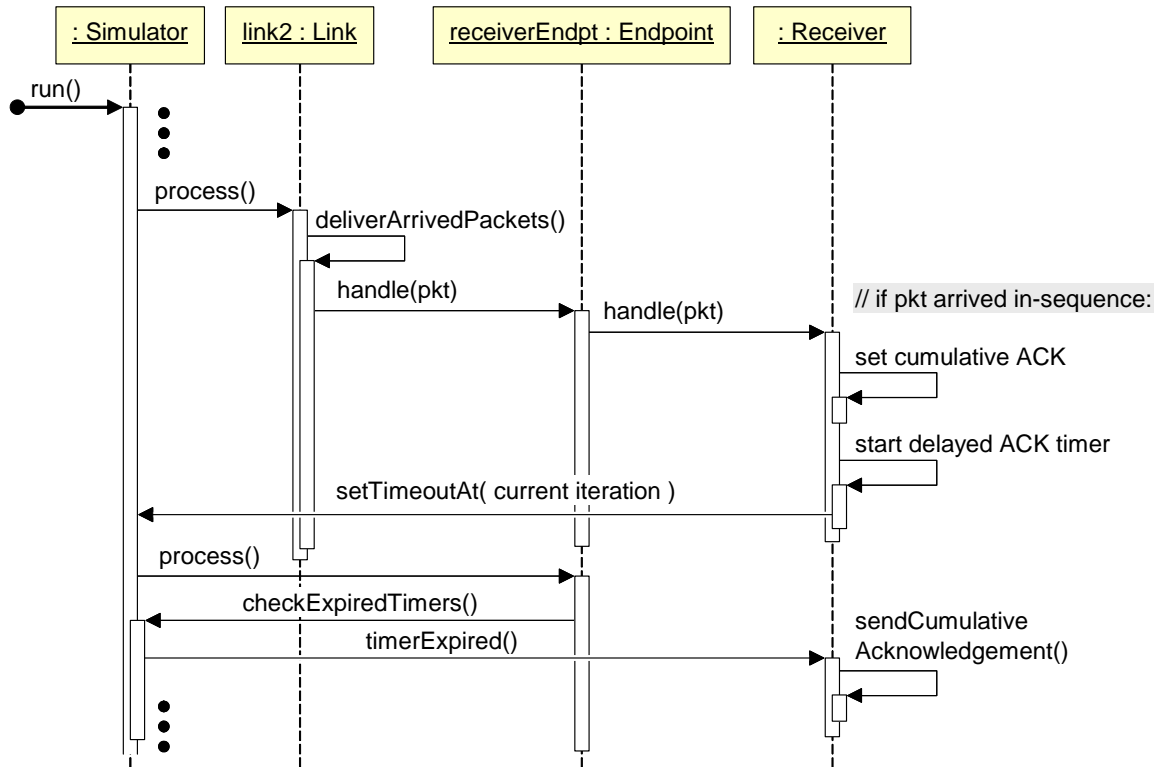 : Simulator
link2 : Link
receiverEndpt : Endpoint
: Receiver
run()
process()
deliverArrivedPackets()
handle(pkt)
handle(pkt)
// if pkt arrived in-sequence:
set cumulative ACK
start delayed ACK timer
setTimeoutAt( current iteration )
process()
checkExpiredTimers()
timerExpired()
sendCumulative
Acknowledgement()